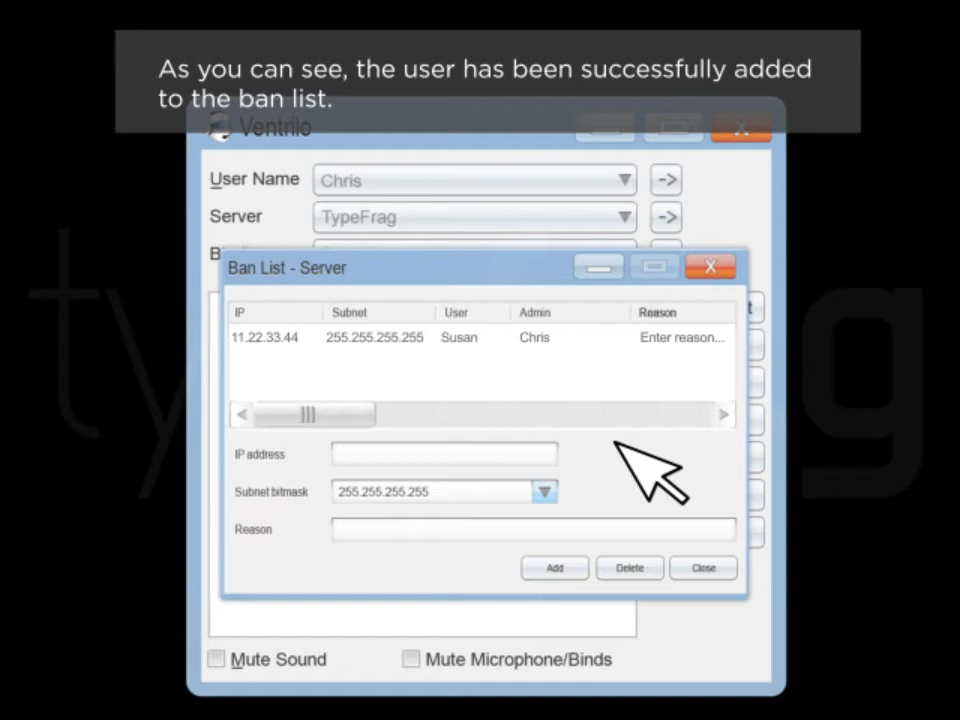 As you can see, the user has been successfully added
to the ban list.
Ventrilo
User Name Chris ->
Server TypeFrag ->
Ban List - Server
IP Subnet User Admin Reason
11.22.33.44 255.255.255.255 Susan Chris Enter reason...
IP address
Subnet bitmask 255.255.255.255
Reason
Add Delete Close
Mute Sound Mute Microphone/Binds